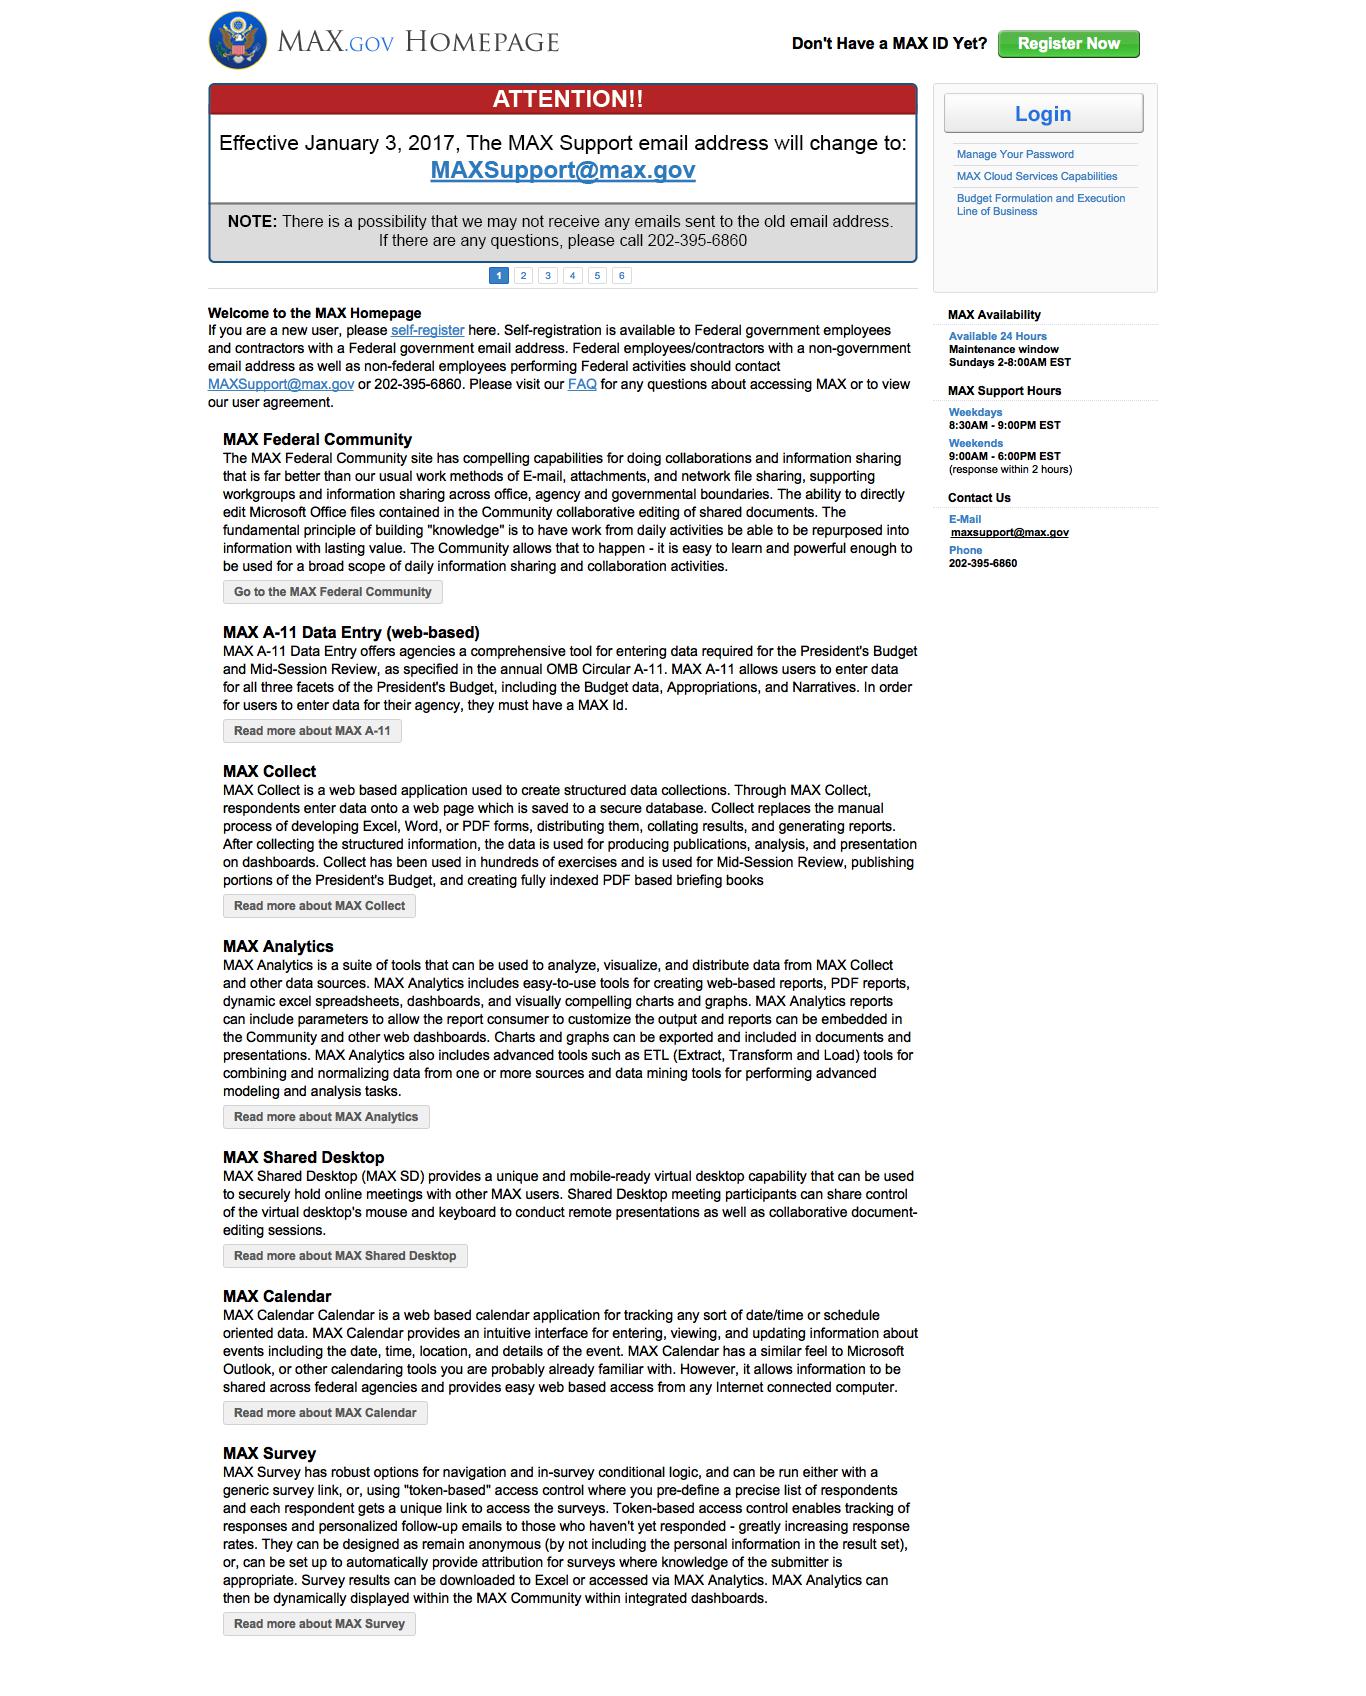 MAX.GOV HOMEPAGE
Don't Have a MAX ID Yet?
Register Now
ATTENTION!!
Effective January 3, 2017, The MAX Support email address will change to:
MAXSupport@max.gov
NOTE: There is a possibility that we may not receive any emails sent to the old email address.
If there are any questions, please call 202-395-6860
1 2 3 4 5 6
Login
Manage Your Password
MAX Cloud Services Capabilities
Budget Formulation and Execution
Line of Business
Welcome to the MAX Homepage
If you are a new user, please self-register here. Self-registration is available to Federal government employees
and contractors with a Federal government email address. Federal employees/contractors with a non-government
email address as well as non-federal employees performing Federal activities should contact
MAXSupport@max.gov or 202-395-6860. Please visit our FAQ for any questions about accessing MAX or to view
our user agreement.
MAX Federal Community
The MAX Federal Community site has compelling capabilities for doing collaborations and information sharing
that is far better than our usual work methods of E-mail, attachments, and network file sharing, supporting
workgroups and information sharing across office, agency and governmental boundaries. The ability to directly
edit Microsoft Office files contained in the Community collaborative editing of shared documents. The
fundamental principle of building "knowledge" is to have work from daily activities be able to be repurposed into
information with lasting value. The Community allows that to happen - it is easy to learn and powerful enough to
be used for a broad scope of daily information sharing and collaboration activities.
Go to the MAX Federal Community
MAX A-11 Data Entry (web-based)
MAX A-11 Data Entry offers agencies a comprehensive tool for entering data required for the President's Budget
and Mid-Session Review, as specified in the annual OMB Circular A-11. MAX A-11 allows users to enter data
for all three facets of the President's Budget, including the Budget data, Appropriations, and Narratives. In order
for users to enter data for their agency, they must have a MAX Id.
Read more about MAX A-11
MAX Collect
MAX Collect is a web based application used to create structured data collections. Through MAX Collect,
respondents enter data onto a web page which is saved to a secure database. Collect replaces the manual
process of developing Excel, Word, or PDF forms, distributing them, collating results, and generating reports.
After collecting the structured information, the data is used for producing publications, analysis, and presentation
on dashboards. Collect has been used in hundreds of exercises and is used for Mid-Session Review, publishing
portions of the President's Budget, and creating fully indexed PDF based briefing books
Read more about MAX Collect
MAX Analytics
MAX Analytics is a suite of tools that can be used to analyze, visualize, and distribute data from MAX Collect
and other data sources. MAX Analytics includes easy-to-use tools for creating web-based reports, PDF reports,
dynamic excel spreadsheets, dashboards, and visually compelling charts and graphs. MAX Analytics reports
can include parameters to allow the report consumer to customize the output and reports can be embedded in
the Community and other web dashboards. Charts and graphs can be exported and included in documents and
presentations. MAX Analytics also includes advanced tools such as ETL (Extract, Transform and Load) tools for
combining and normalizing data from one or more sources and data mining tools for performing advanced
modeling and analysis tasks.
Read more about MAX Analytics
MAX Shared Desktop
MAX Shared Desktop (MAX SD) provides a unique and mobile-ready virtual desktop capability that can be used
to securely hold online meetings with other MAX users. Shared Desktop meeting participants can share control
of the virtual desktop's mouse and keyboard to conduct remote presentations as well as collaborative document-
editing sessions.
Read more about MAX Shared Desktop
MAX Calendar
MAX Calendar Calendar is a web based calendar application for tracking any sort of date/time or schedule
oriented data. MAX Calendar provides an intuitive interface for entering, viewing, and updating information about
events including the date, time, location, and details of the event. MAX Calendar has a similar feel to Microsoft
Outlook, or other calendaring tools you are probably already familiar with. However, it allows information to be
shared across federal agencies and provides easy web based access from any Internet connected computer.
Read more about MAX Calendar
MAX Survey
MAX Survey has robust options for navigation and in-survey conditional logic, and can be run either with a
generic survey link, or, using "token-based" access control where you pre-define a precise list of respondents
and each respondent gets a unique link to access the surveys. Token-based access control enables tracking of
responses and personalized follow-up emails to those who haven't yet responded - greatly increasing response
rates. They can be designed as remain anonymous (by not including the personal information in the result set),
or, can be set up to automatically provide attribution for surveys where knowledge of the submitter is
appropriate. Survey results can be downloaded to Excel or accessed via MAX Analytics. MAX Analytics can
then be dynamically displayed within the MAX Community within integrated dashboards.
Read more about MAX Survey
MAX Availability
Available 24 Hours
Maintenance window
Sundays 2-8:00AM EST
MAX Support Hours
Weekdays
8:30AM - 9:00PM EST
Weekends
9:00AM - 6:00PM EST
(response within 2 hours)
Contact Us
E-Mail
maxsupport@max.gov
Phone
202-395-6860